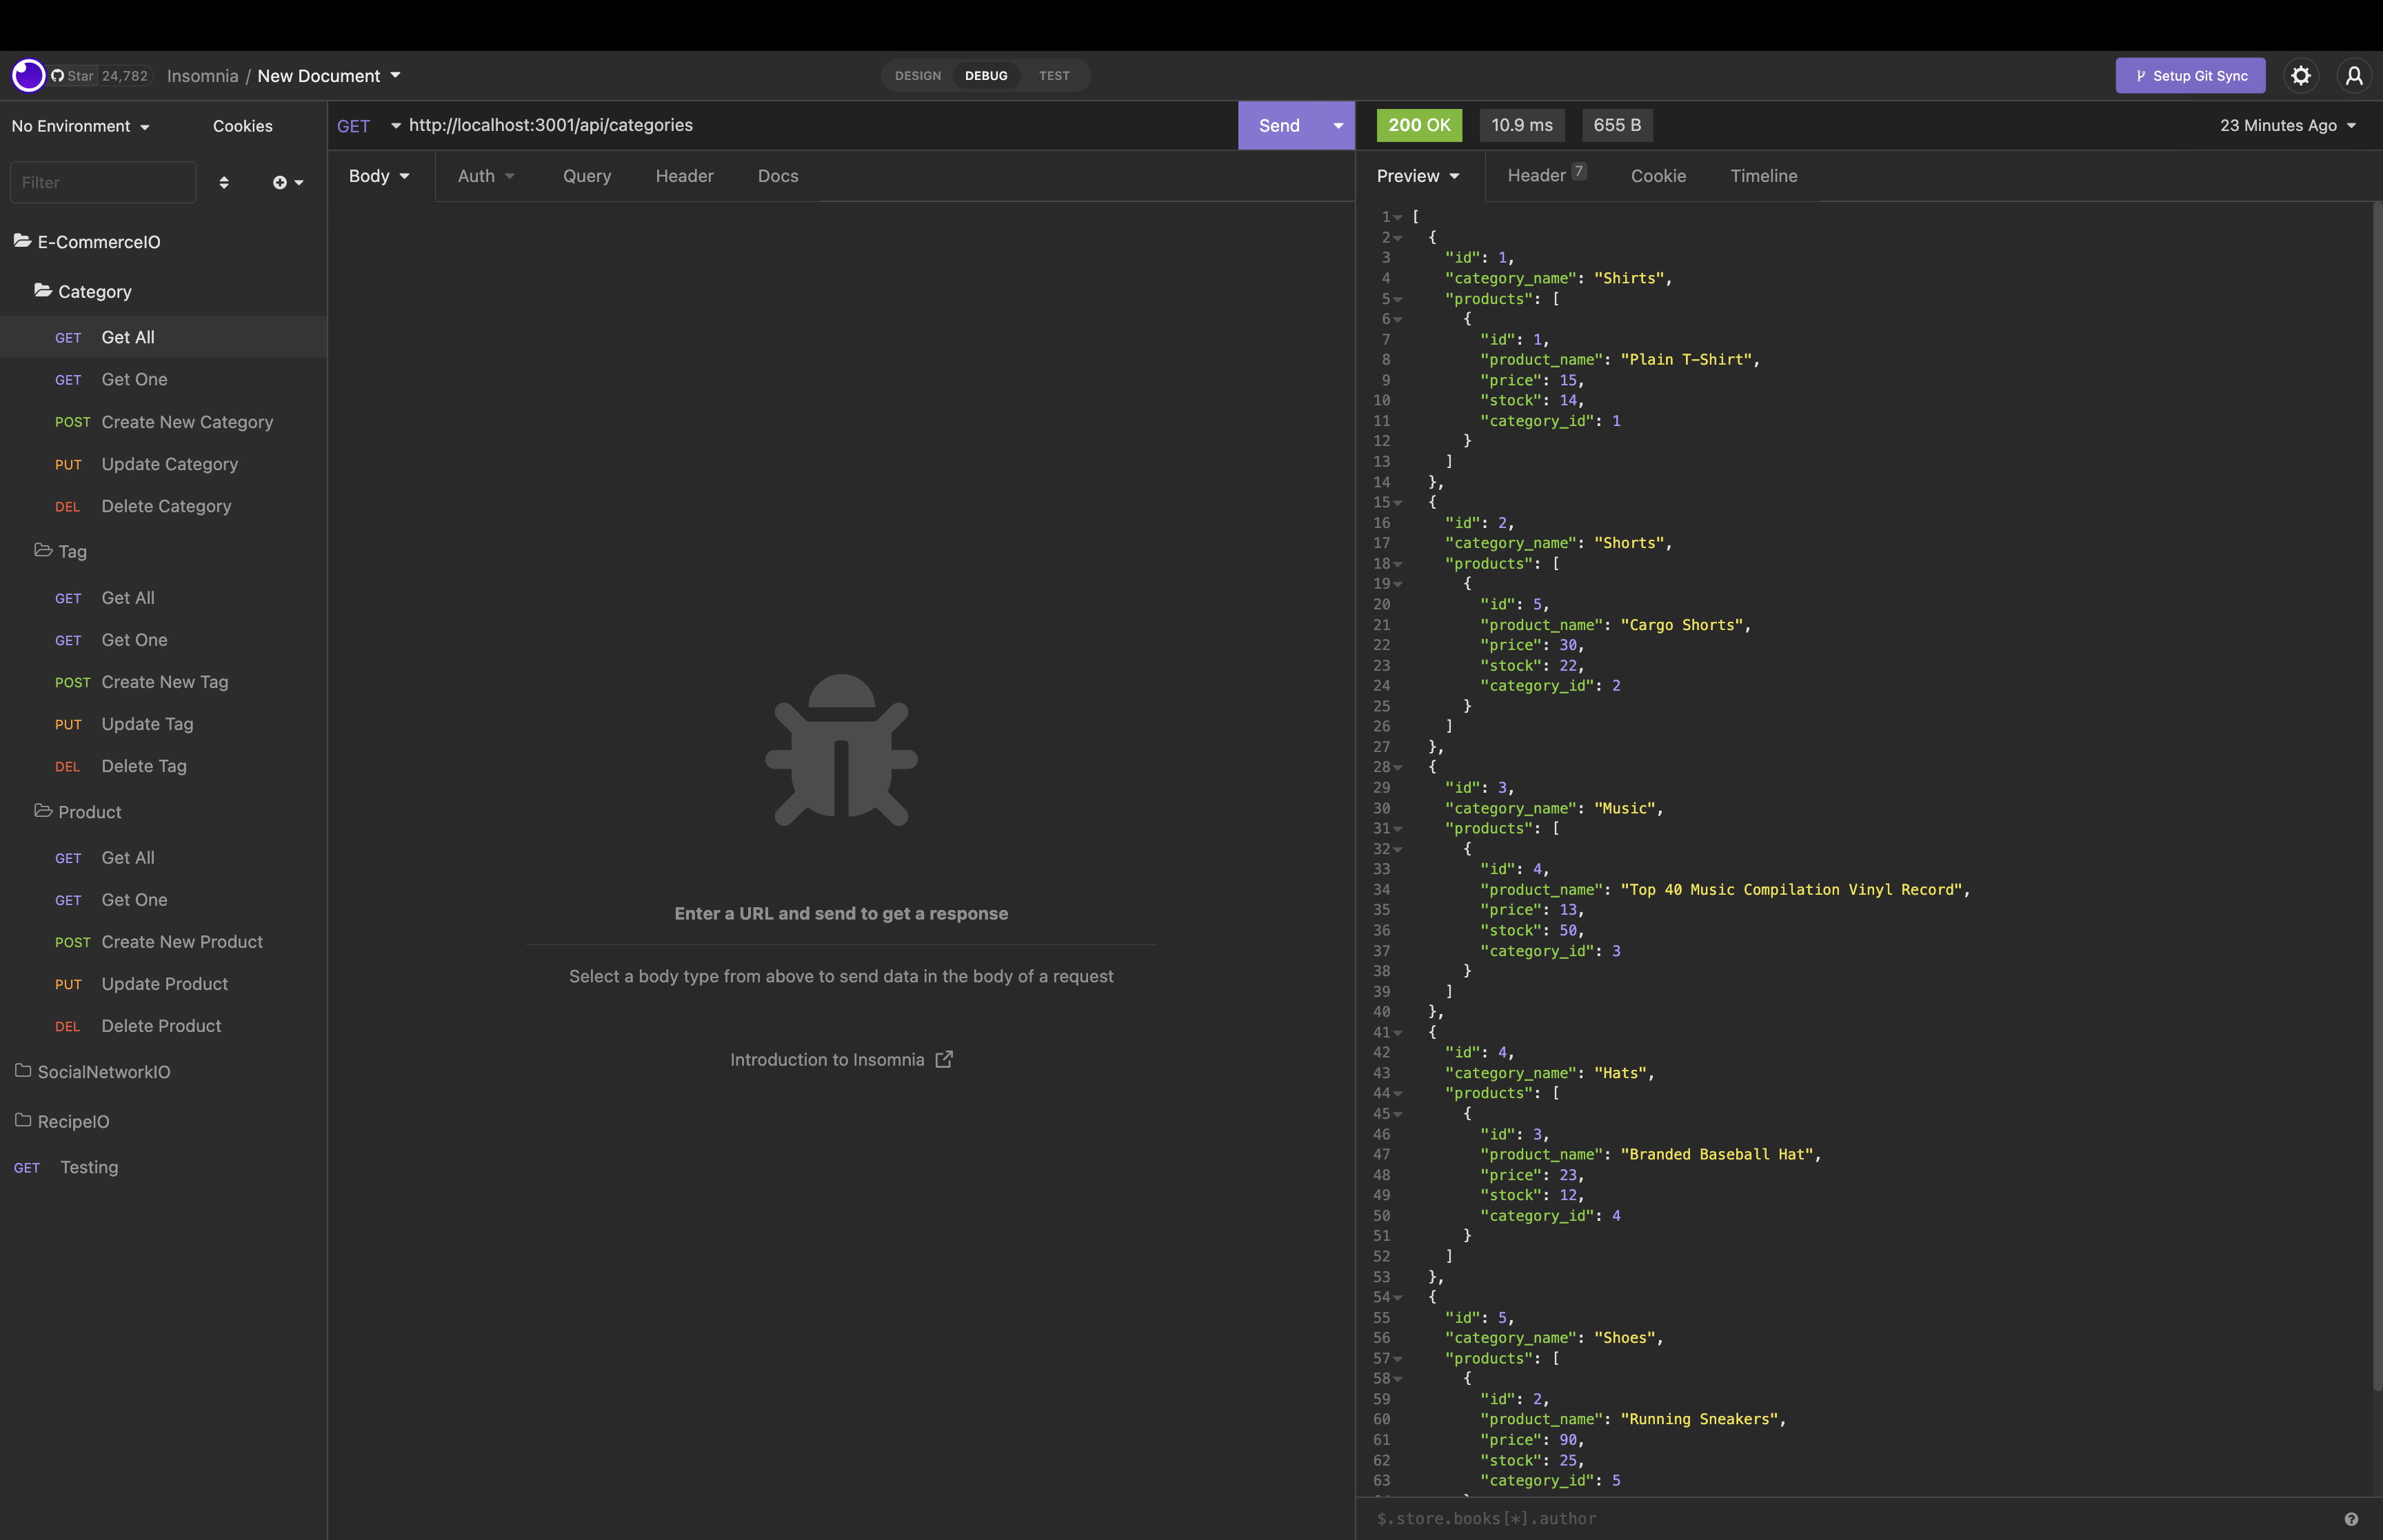 Star 24,782 Insomnia / New Document DESIGN DEBUG TEST Setup Git Sync
No Environment Cookies
Filter
E-CommerceIO
Category
GET Get All
GET Get One
POST Create New Category
PUT Update Category
DEL Delete Category
Tag
GET Get All
GET Get One
POST Create New Tag
PUT Update Tag
DEL Delete Tag
Product
GET Get All
GET Get One
POST Create New Product
PUT Update Product
DEL Delete Product
SocialNetworkIO
RecipeIO
GET Testing
GET http://localhost:3001/api/categories Send
Body Auth Query Header Docs
Enter a URL and send to get a response
Select a body type from above to send data in the body of a request
Introduction to Insomnia
200 OK 10.9 ms 655 B 23 Minutes Ago
Preview Header 7 Cookie Timeline
1 [
2 {
3 "id": 1,
4 "category_name": "Shirts",
5 "products": [
6 {
7 "id": 1,
8 "product_name": "Plain T-Shirt",
9 "price": 15,
10 "stock": 14,
11 "category_id": 1
12 }
13 ]
14 },
15 {
16 "id": 2,
17 "category_name": "Shorts",
18 "products": [
19 {
20 "id": 5,
21 "product_name": "Cargo Shorts",
22 "price": 30,
23 "stock": 22,
24 "category_id": 2
25 }
26 ]
27 },
28 {
29 "id": 3,
30 "category_name": "Music",
31 "products": [
32 {
33 "id": 4,
34 "product_name": "Top 40 Music Compilation Vinyl Record",
35 "price": 13,
36 "stock": 50,
37 "category_id": 3
38 }
39 ]
40 },
41 {
42 "id": 4,
43 "category_name": "Hats",
44 "products": [
45 {
46 "id": 3,
47 "product_name": "Branded Baseball Hat",
48 "price": 23,
49 "stock": 12,
50 "category_id": 4
51 }
52 ]
53 },
54 {
55 "id": 5,
56 "category_name": "Shoes",
57 "products": [
58 {
59 "id": 2,
60 "product_name": "Running Sneakers",
61 "price": 90,
62 "stock": 25,
63 "category_id": 5
$.store.books[*].author